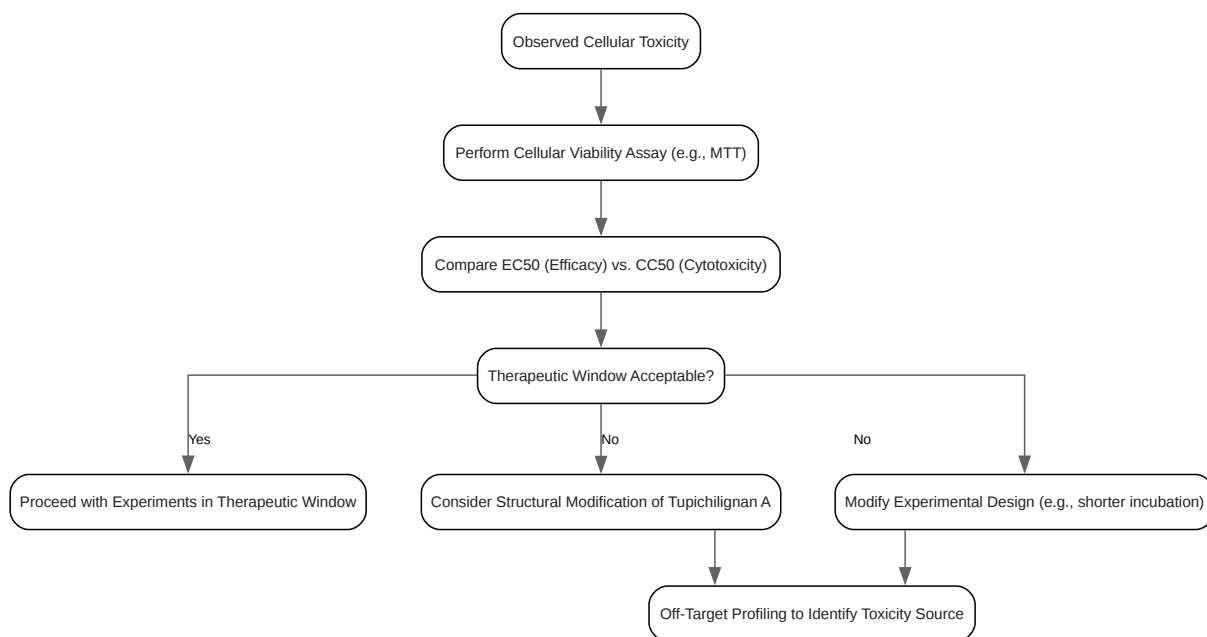 Observed Cellular Toxicity
Perform Cellular Viability Assay (e.g., MTT)
Compare EC50 (Efficacy) vs. CC50 (Cytotoxicity)
Therapeutic Window Acceptable?
Yes
No
No
Proceed with Experiments in Therapeutic Window
Consider Structural Modification of Tupichilignan A
Modify Experimental Design (e.g., shorter incubation)
Off-Target Profiling to Identify Toxicity Source